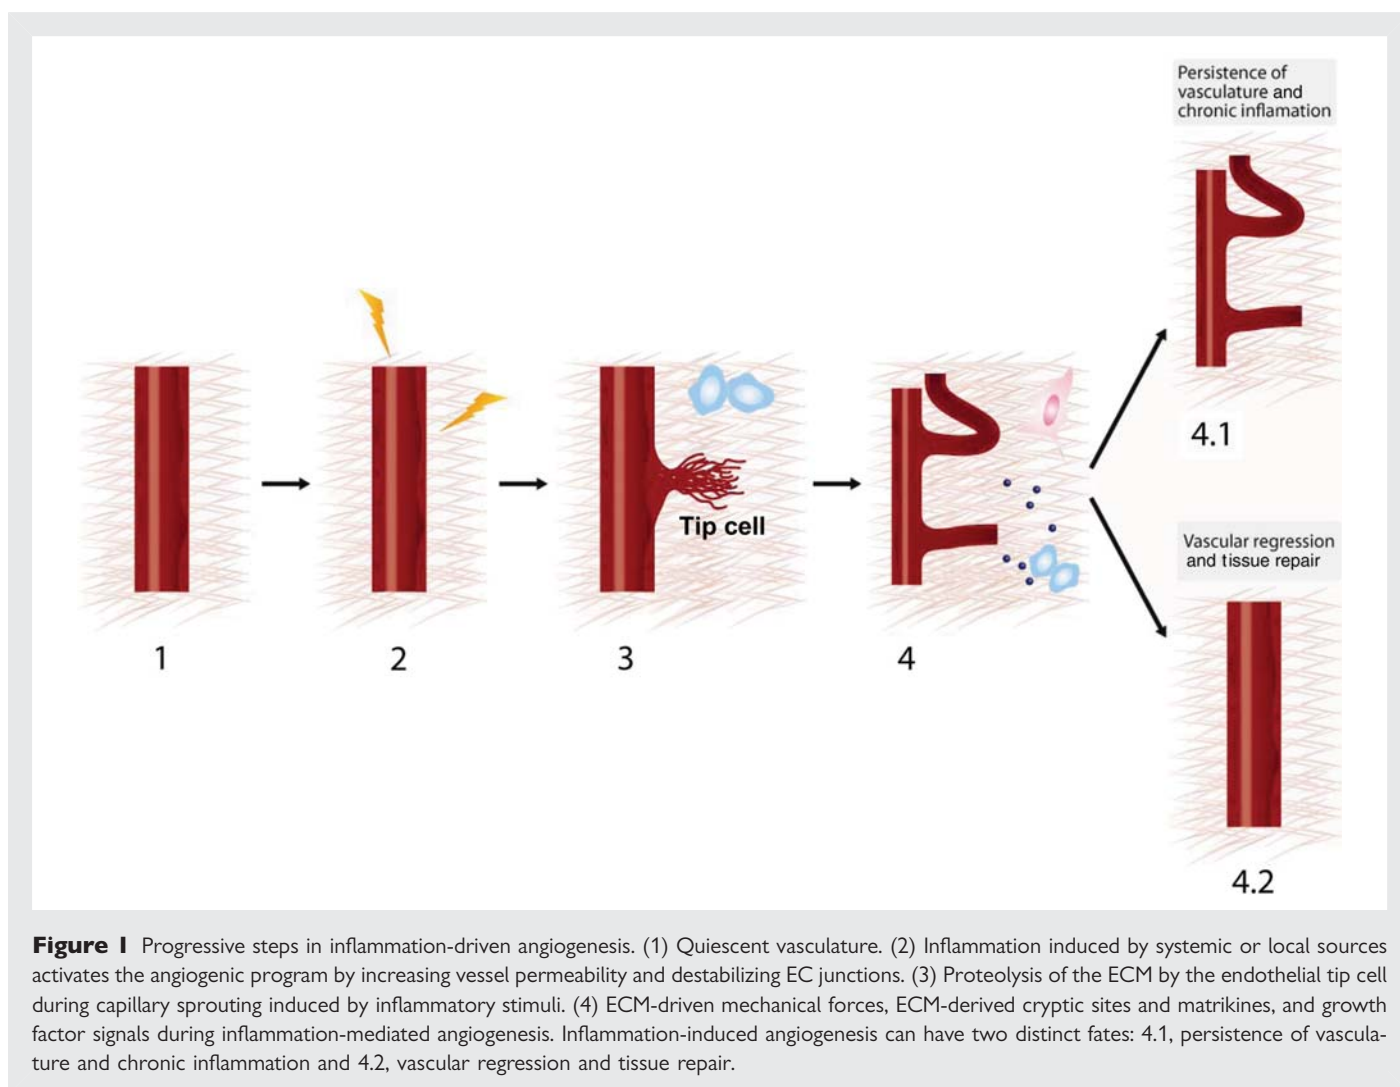 Persistence of
vasculature and
chronic inflamation
Tip cell
4.1
Vascular regression
and tissue repair
1
2
3
4
4.2
Figure 1 Progressive steps in inflammation-driven angiogenesis. (1) Quiescent vasculature. (2) Inflammation induced by systemic or local sources
activates the angiogenic program by increasing vessel permeability and destabilizing EC junctions. (3) Proteolysis of the ECM by the endothelial tip cell
during capillary sprouting induced by inflammatory stimuli. (4) ECM-driven mechanical forces, ECM-derived cryptic sites and matrikines, and growth
factor signals during inflammation-mediated angiogenesis. Inflammation-induced angiogenesis can have two distinct fates: 4.1, persistence of vascula-
ture and chronic inflammation and 4.2, vascular regression and tissue repair.